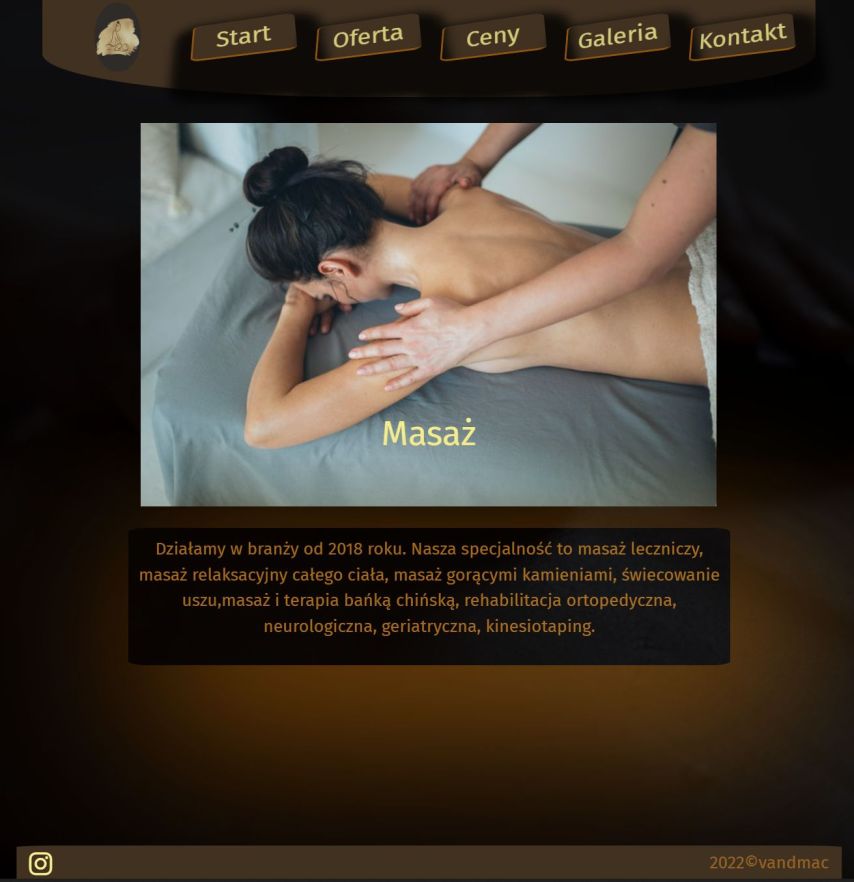 Start
Oferta
Ceny
Galeria
Kontakt
Masaż
Działamy w branży od 2018 roku. Nasza specjalność to masaż leczniczy,
masaż relaksacyjny całego ciała, masaż gorącymi kamieniami, świecowanie
uszu,masaż i terapia bańką chińską, rehabilitacja ortopedyczna,
neurologiczna, geriatryczna, kinesiotaping.
2022©vandmac